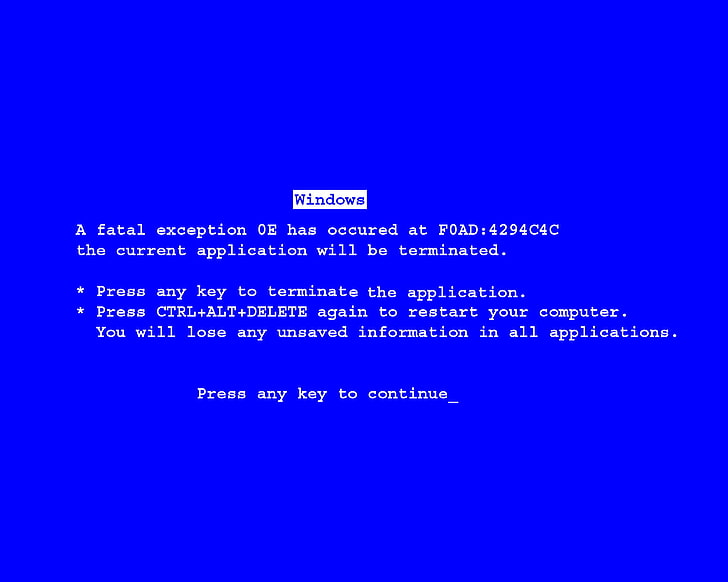 Windows
A fatal exception 0E has occured at F0AD:4294C4C
the current application will be terminated.
* Press any key to terminate the application.
* Press CTRL+ALT+DELETE again to restart your computer.
You will lose any unsaved information in all applications.
Press any key to continue_